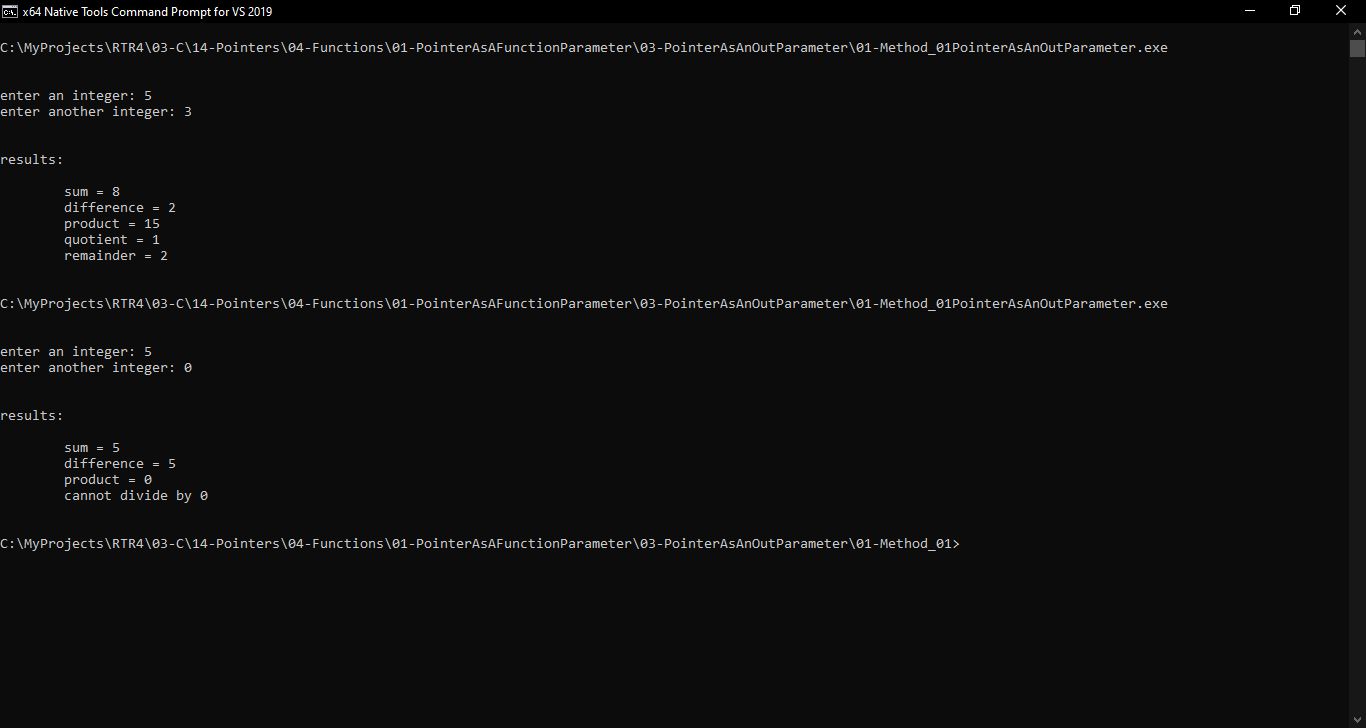 x64 Native Tools Command Prompt for VS 2019
C:\MyProjects\RTR4\03-C\14-Pointers\04-Functions\01-PointerAsAFunctionParameter\03-PointerAsAnOutParameter\01-Method_01PointerAsAnOutParameter.exe
enter an integer: 5
enter another integer: 3
results:
sum = 8
difference = 2
product = 15
quotient = 1
remainder = 2
C:\MyProjects\RTR4\03-C\14-Pointers\04-Functions\01-PointerAsAFunctionParameter\03-PointerAsAnOutParameter\01-Method_01PointerAsAnOutParameter.exe
enter an integer: 5
enter another integer: 0
results:
sum = 5
difference = 5
product = 0
cannot divide by 0
C:\MyProjects\RTR4\03-C\14-Pointers\04-Functions\01-PointerAsAFunctionParameter\03-PointerAsAnOutParameter\01-Method_01>